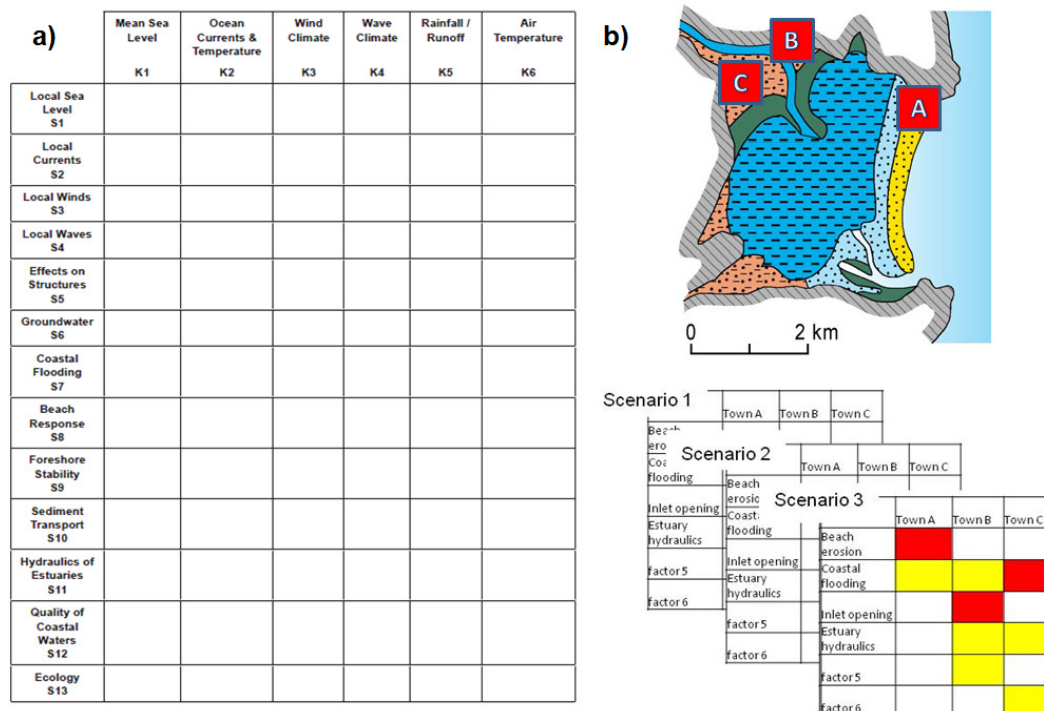 a)
Mean Sea
Level
K1
Ocean
Currents &
Temperature
K2
Wind
Climate
K3
Wave
Climate
K4
Rainfall /
Runoff
K5
Air
Temperature
K6
Local Sea
Level
S1
Local
Currents
S2
Local Winds
S3
Local Waves
S4
Effects on
Structures
S5
Groundwater
S6
Coastal
Flooding
S7
Beach
Response
S8
Foreshore
Stability
S9
Sediment
Transport
S10
Hydraulics of
Estuaries
S11
Quality of
Coastal
Waters
S12
Ecology
S13
b)
B
C
A
0 2 km
Scenario 1
Town A Town B Town C
flooding
Inlet opening
Estuary
hydraulics
factor 5
factor 6
Scenario 2
Town A Town B Town C
Beach
flooding
Inlet opening
Estuary
hydraulics
factor 5
factor 6
Scenario 3
Town A Town B Town C
Beach
erosion
Coastal
flooding
Inlet opening
Estuary
hydraulics
factor 5
factor 6